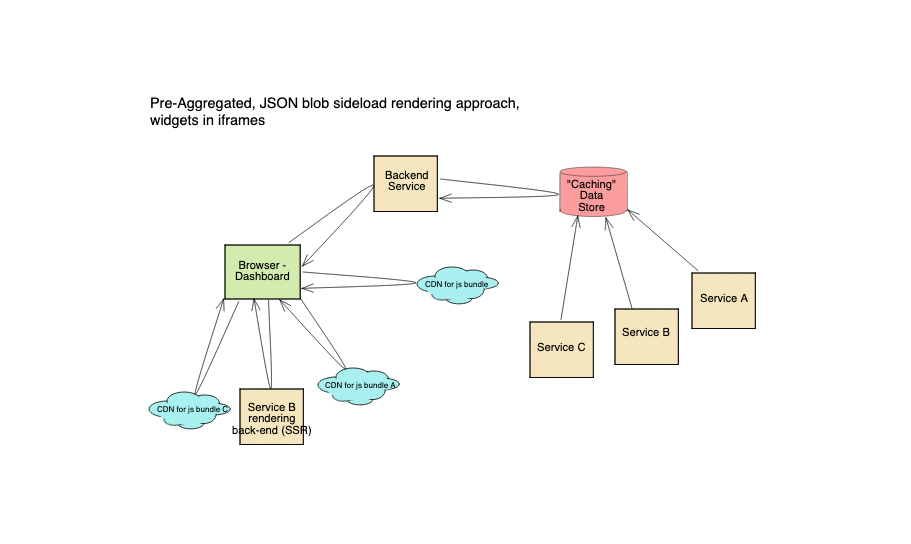 Pre-Aggregated, JSON blob sideload rendering approach,
widgets in iframes
Backend
Service
"Caching"
Data
Store
Browser -
Dashboard
CDN for js bundle
Service A
Service B
Service C
CDN for js bundle A
CDN for js bundle C
Service B
rendering
back-end (SSR)